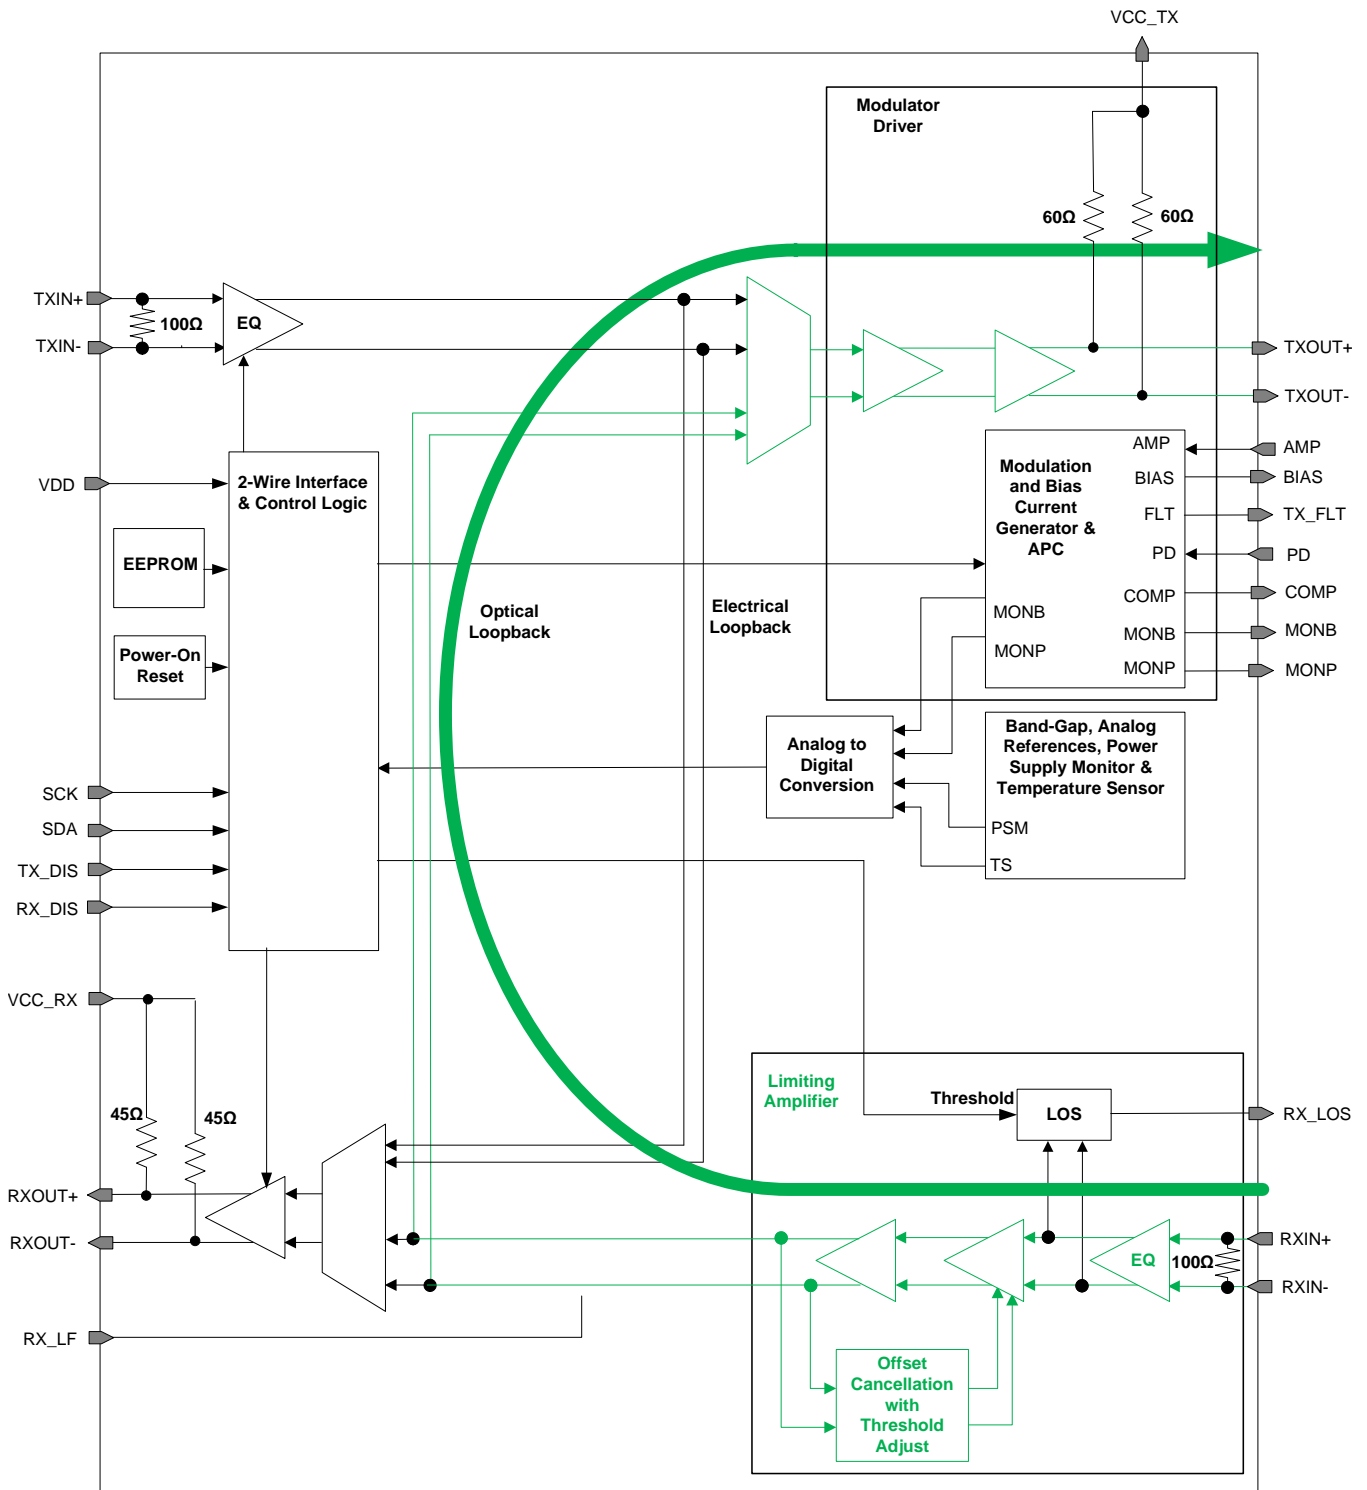 VCC_TX
Modulator
Driver
60Ω
60Ω
TXIN+
100Ω
EQ
TXIN-
TXOUT+
TXOUT-
VDD
2-Wire Interface
& Control Logic
EEPROM
Power-On
Reset
Optical
Loopback
Electrical
Loopback
Modulation
and Bias
Current
Generator &
APC
AMP
BIAS
FLT
PD
COMP
MONB
MONP
MONB
MONP
AMP
BIAS
TX_FLT
PD
COMP
MONB
MONP
Analog to
Digital
Conversion
Band-Gap, Analog
References, Power
Supply Monitor &
Temperature Sensor
PSM
TS
SCK
SDA
TX_DIS
RX_DIS
VCC_RX
45Ω
45Ω
RXOUT+
RXOUT-
RX_LF
Limiting
Amplifier
Threshold
LOS
RX_LOS
EQ
100Ω
RXIN+
RXIN-
Offset
Cancellation
with
Threshold
Adjust